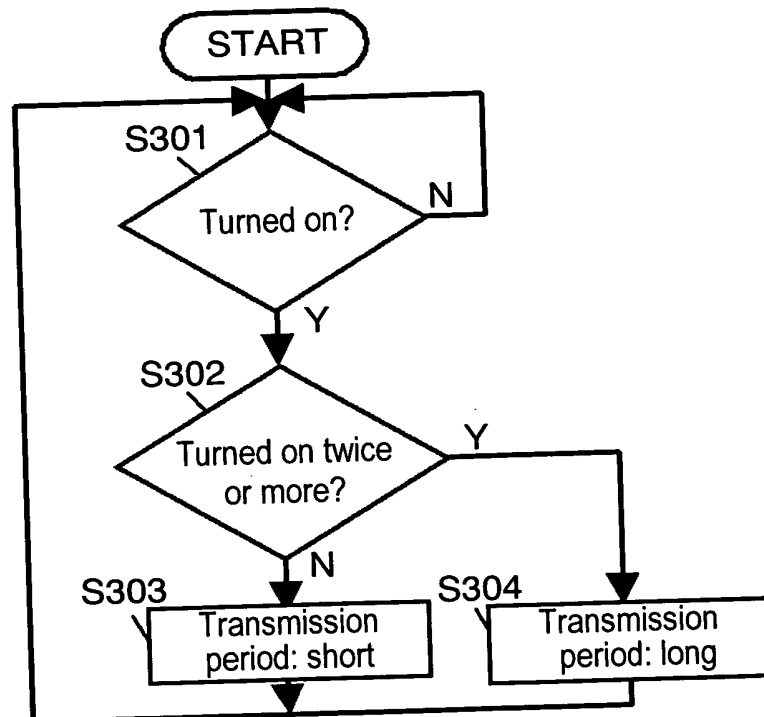 START
S301
Turned on?
N
Y
S302
Turned on twice
or more?
Y
N
S303
Transmission
period: short
S304
Transmission
period: long